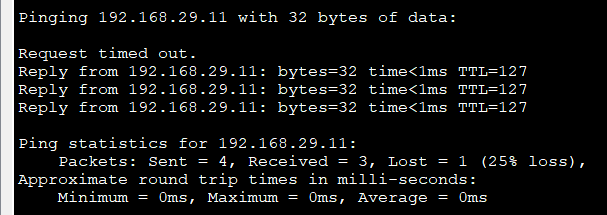 Pinging 192.168.29.11 with 32 bytes of data:
Request timed out.
Reply from 192.168.29.11: bytes=32 time<1ms TTL=127
Reply from 192.168.29.11: bytes=32 time<1ms TTL=127
Reply from 192.168.29.11: bytes=32 time<1ms TTL=127
Ping statistics for 192.168.29.11:
Packets: Sent = 4, Received = 3, Lost = 1 (25% loss),
Approximate round trip times in milli-seconds:
Minimum = 0ms, Maximum = 0ms, Average = 0ms